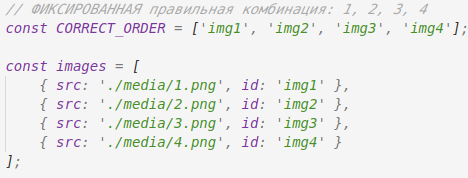 // ФИКСИРОВАННАЯ правильная комбинация: 1, 2, 3, 4
const CORRECT_ORDER = ['img1', 'img2', 'img3', 'img4'];
const images = [
{ src: './media/1.png', id: 'img1' },
{ src: './media/2.png', id: 'img2' },
{ src: './media/3.png', id: 'img3' },
{ src: './media/4.png', id: 'img4' }
];